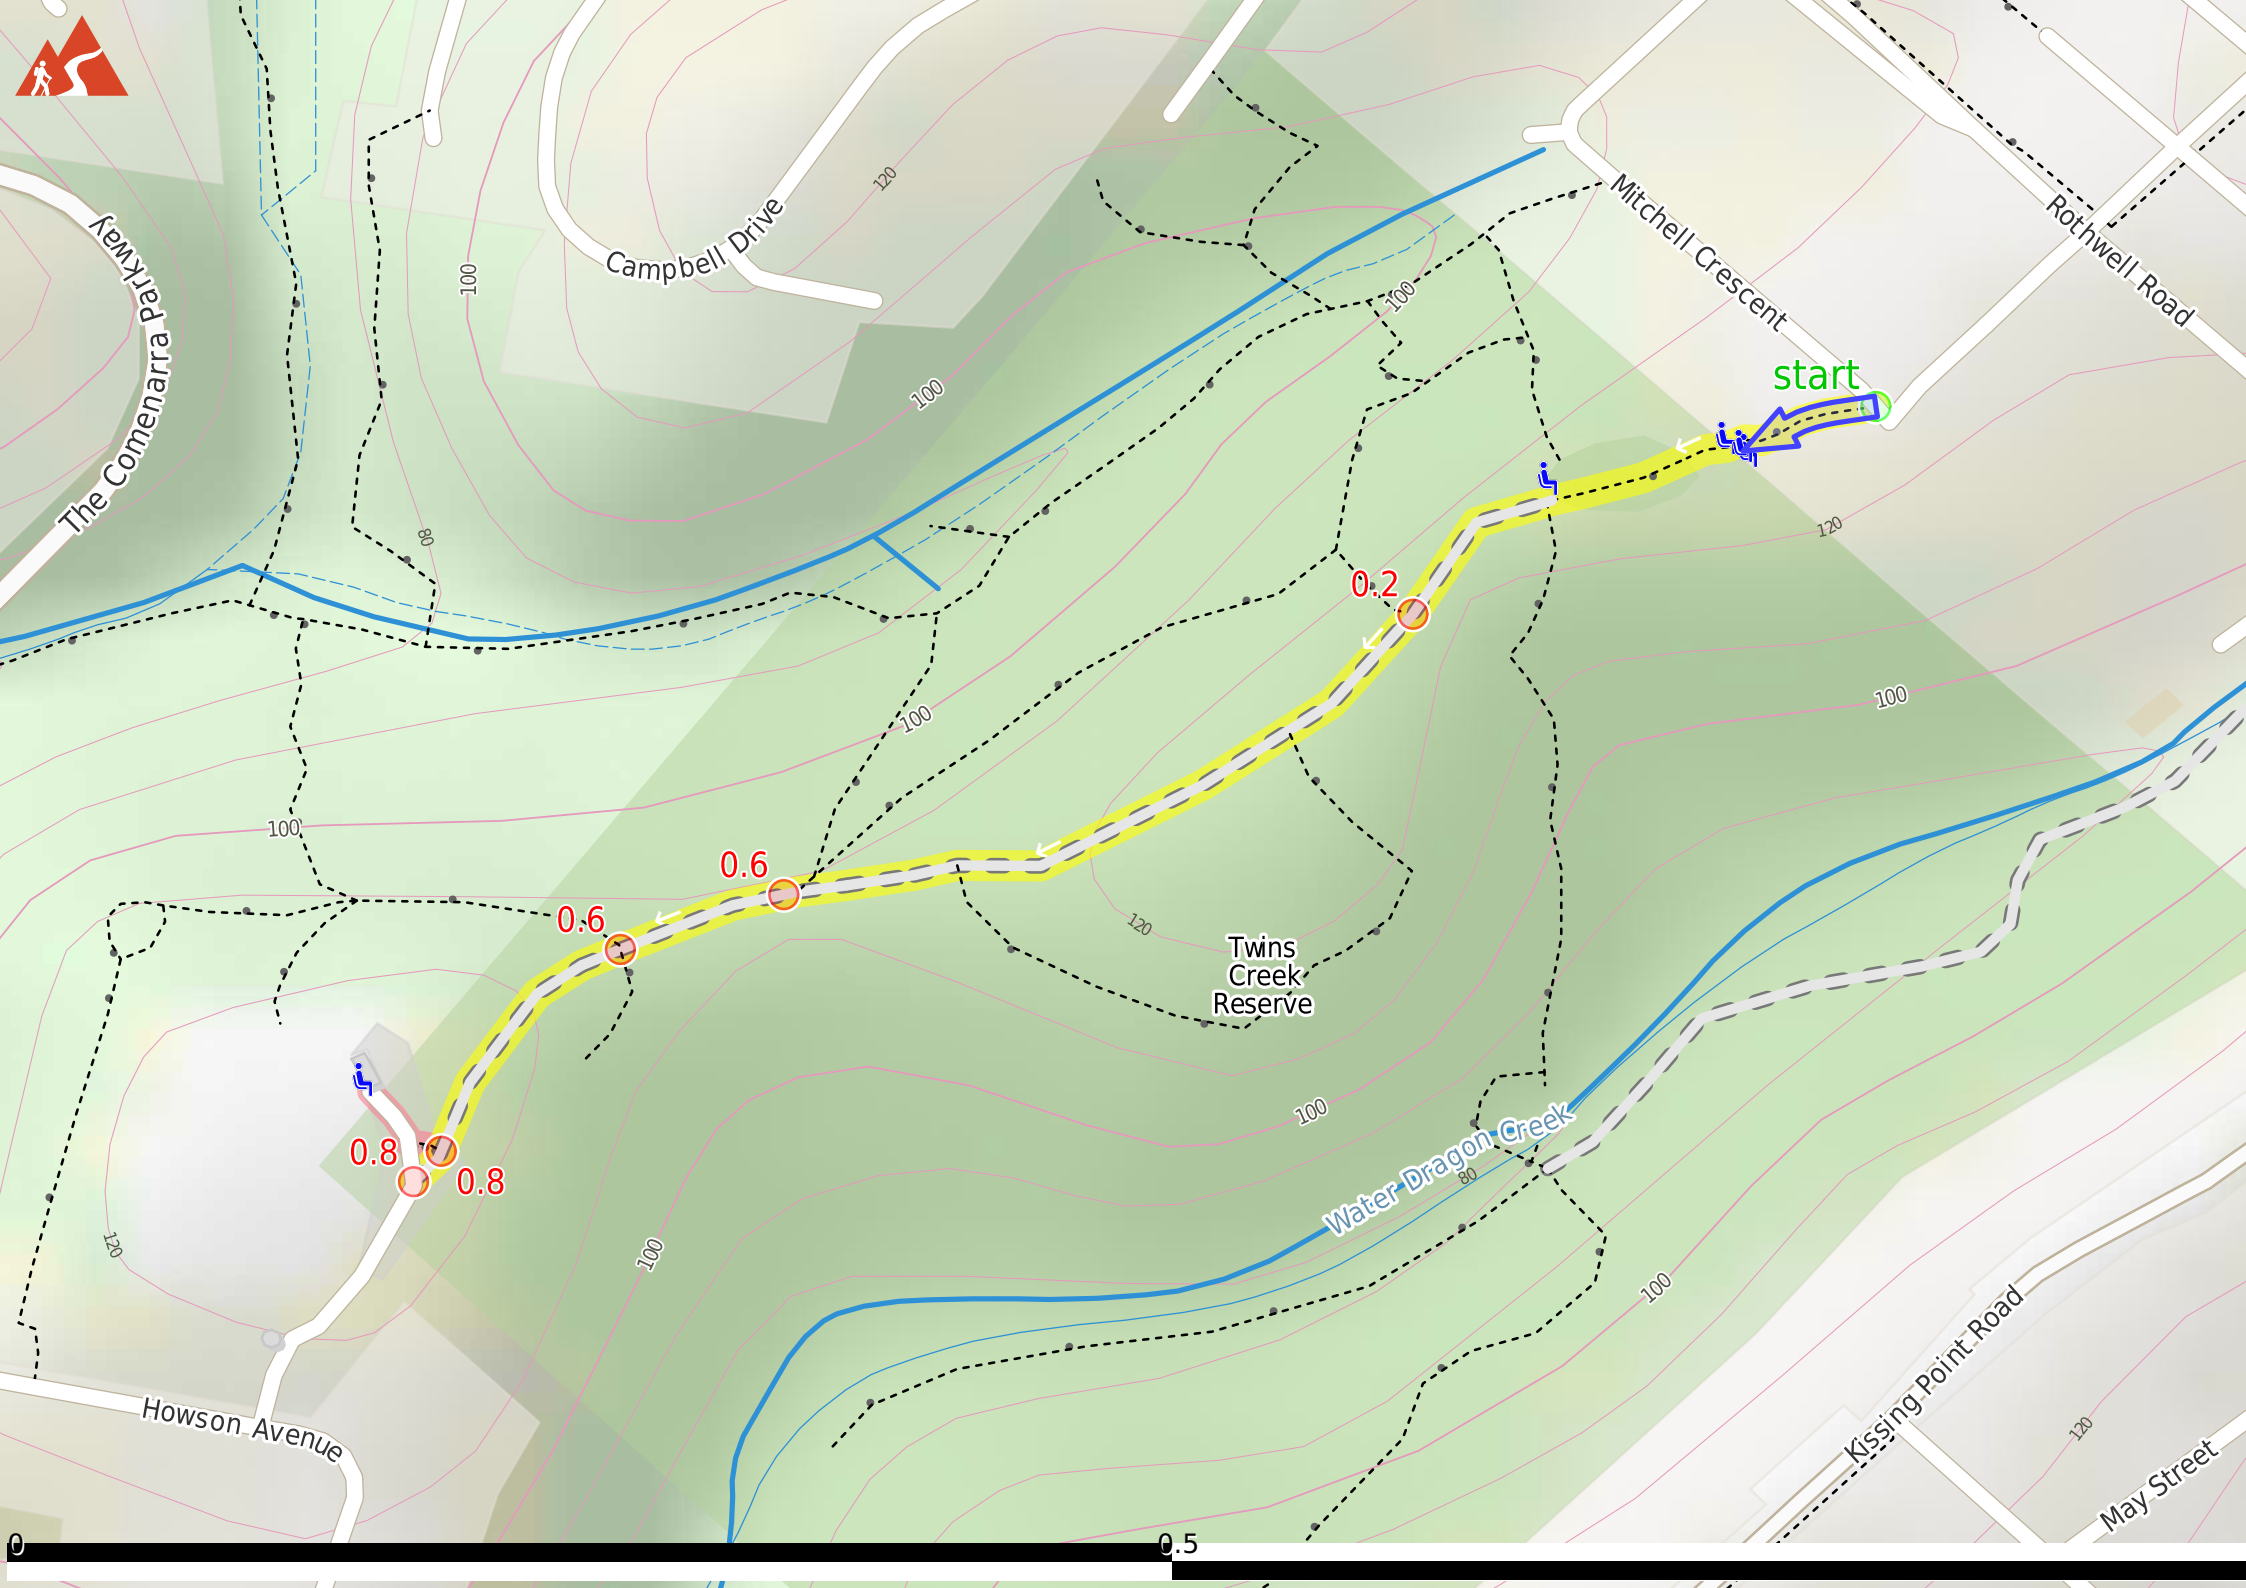 120
Campbell Drive
100
The Comenarra Parkway
Mitchell Crescent
Rothwell Road
100
100
start
80
120
0.2
100
100
100
0.6
0.6
120
Twins
Creek
Reserve
0.8
0.8
100
Water Dragon Creek
80
120
100
100
Kissing Point Road
Howson Avenue
120
May Street
0
0.5